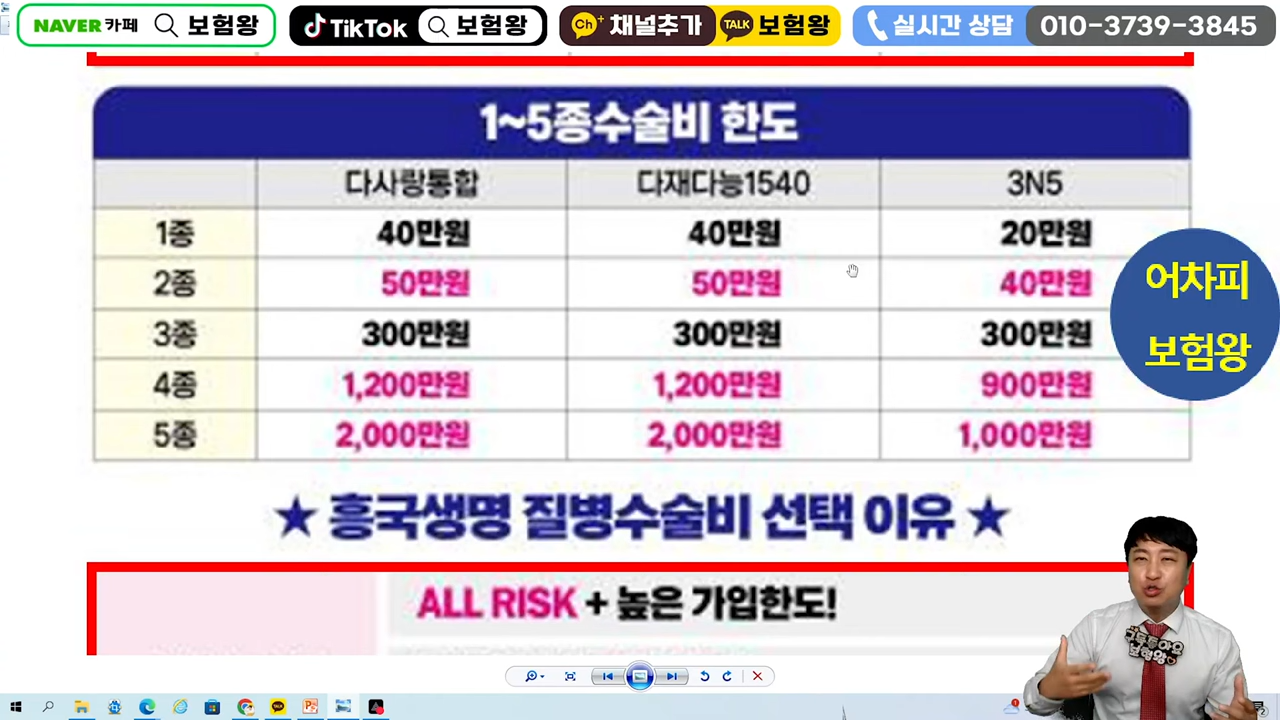 NAVER 카페 보험왕 TikTok 보험왕 Ch+ 채널추가 TALK 보험왕 실시간 상담 010-3739-3845
1~5종수술비 한도
다사랑통합 다재다능1540 3N5
1종 40만원 40만원 20만원
2종 50만원 50만원 40만원
3종 300만원 300만원 300만원
4종 1,200만원 1,200만원 900만원
5종 2,000만원 2,000만원 1,000만원
어차피
보험왕
★ 흥국생명 질병수술비 선택 이유 ★
ALL RISK + 높은 가입한도!
보험왕